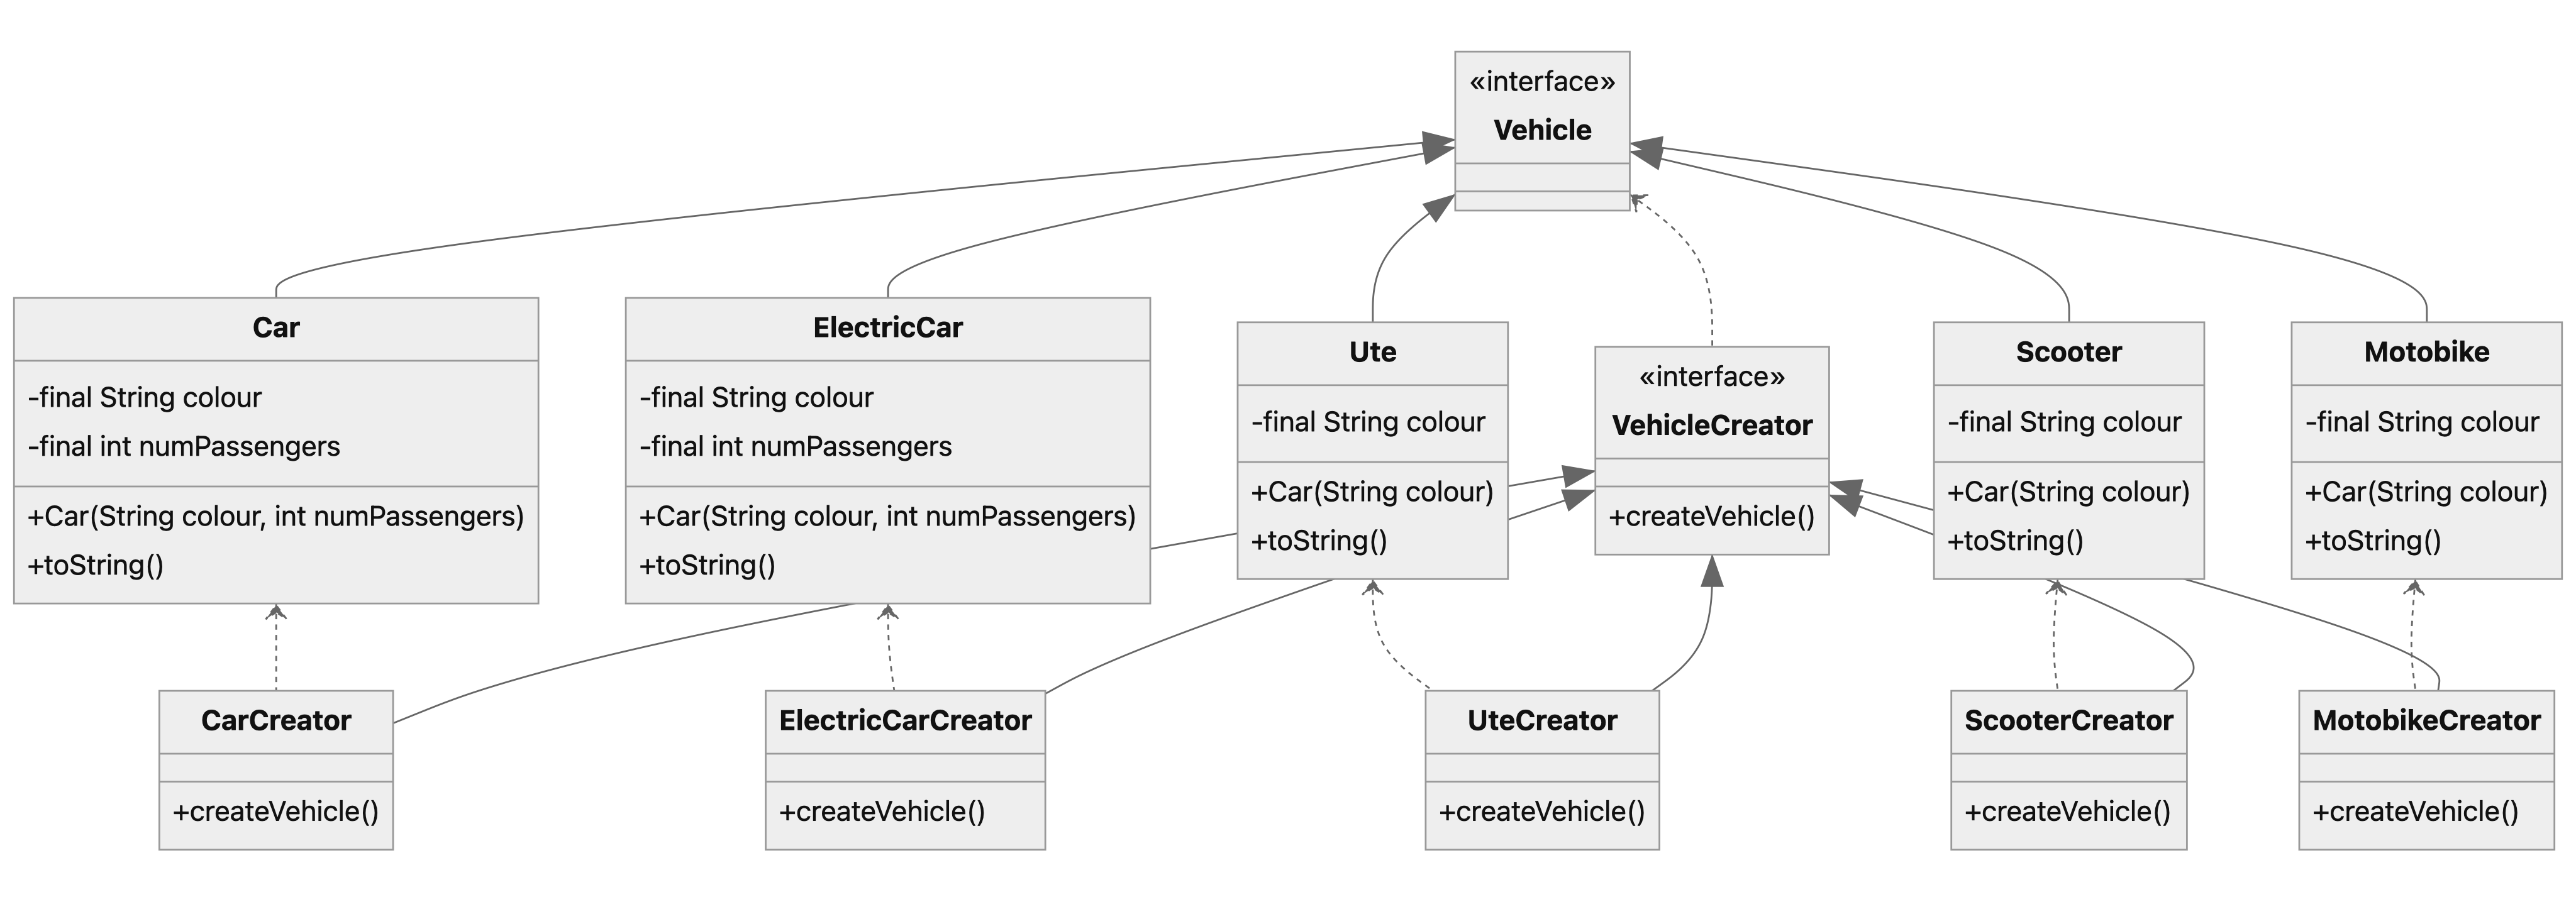 «interface»
Vehicle
Car
-final String colour
-final int numPassengers
+Car(String colour, int numPassengers)
+toString()
ElectricCar
-final String colour
-final int numPassengers
+Car(String colour, int numPassengers)
+toString()
Ute
-final String colour
+Car(String colour)
+toString()
«interface»
VehicleCreator
+createVehicle()
Scooter
-final String colour
+Car(String colour)
+toString()
Motobike
-final String colour
+Car(String colour)
+toString()
CarCreator
+createVehicle()
ElectricCarCreator
+createVehicle()
UteCreator
+createVehicle()
ScooterCreator
+createVehicle()
MotobikeCreator
+createVehicle()